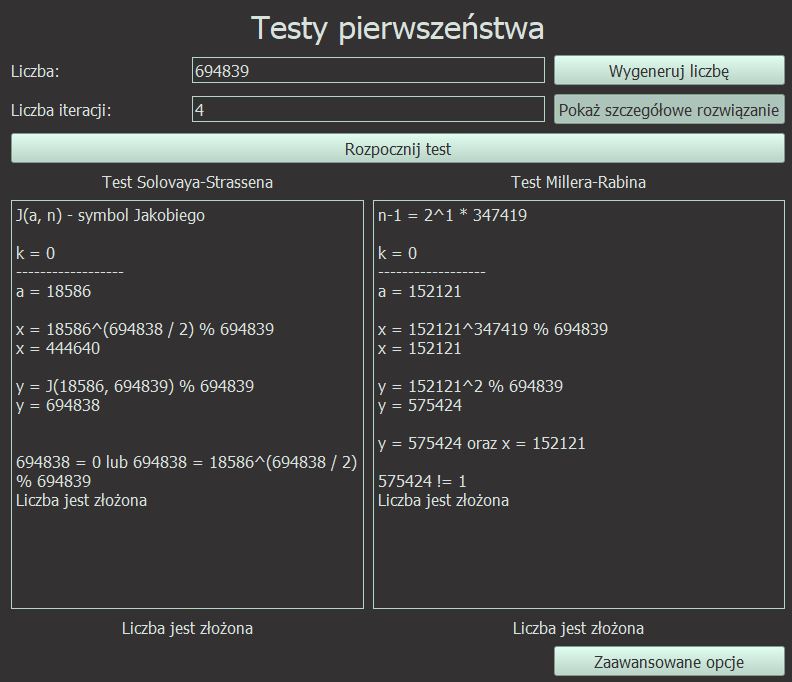 Testy pierwszeństwa
Liczba:
694839
Wygeneruj liczbę
Liczba iteracji:
4
Pokaż szczegółowe rozwiązanie
Rozpocznij test
Test Solovaya-Strassena
J(a, n) - symbol Jakobiego
k = 0
------------------
a = 18586
x = 18586^(694838 / 2) % 694839
x = 444640
y = J(18586, 694839) % 694839
y = 694838
694838 = 0 lub 694838 = 18586^(694838 / 2)
% 694839
Liczba jest złożona
Liczba jest złożona
Test Millera-Rabina
n-1 = 2^1 * 347419
k = 0
------------------
a = 152121
x = 152121^347419 % 694839
x = 152121
y = 152121^2 % 694839
y = 575424
y = 575424 oraz x = 152121
575424 != 1
Liczba jest złożona
Liczba jest złożona
Zaawansowane opcje